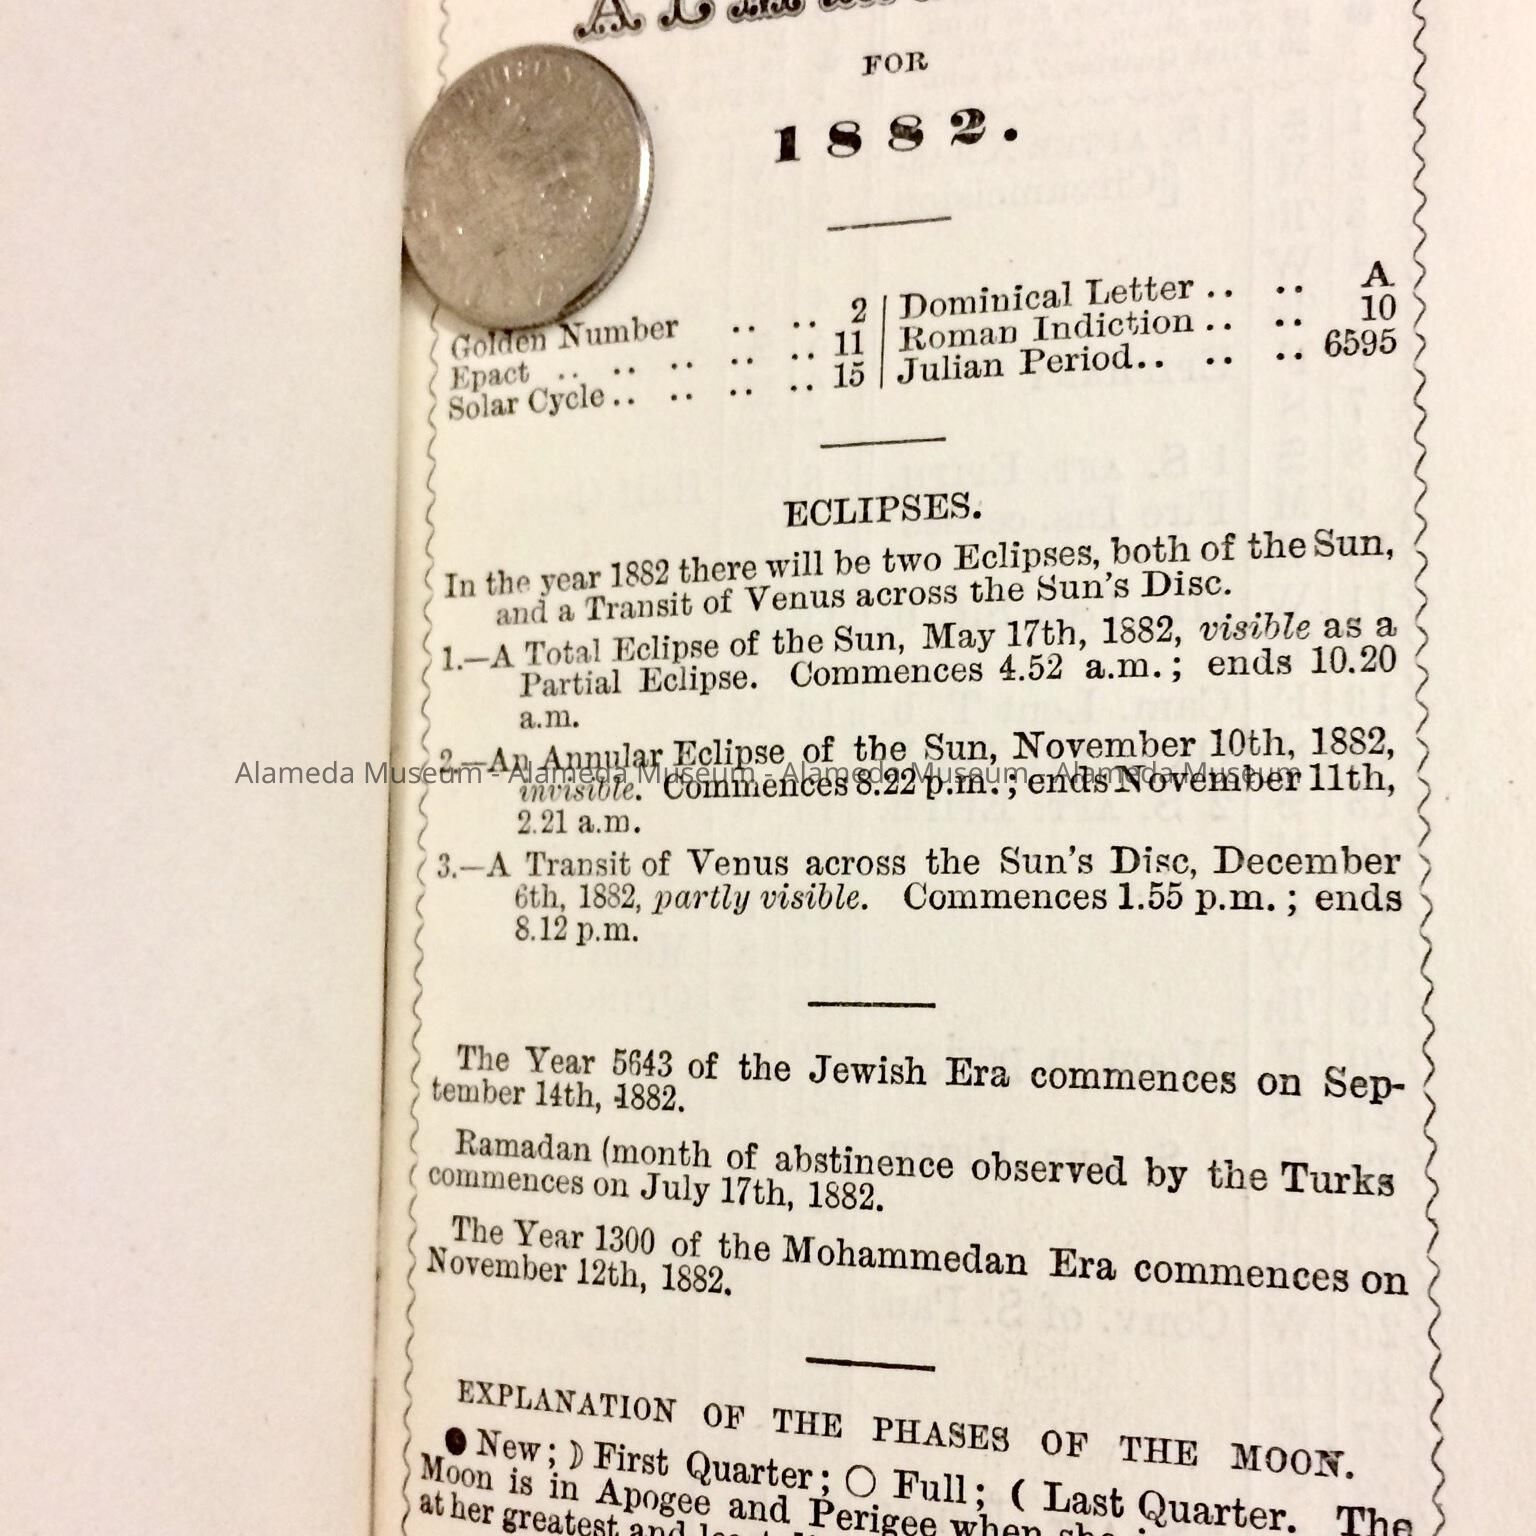 FOR
1882.
Golden Number .. .. 2 | Dominical Letter .. .. A
Epact .. .. .. .. .. 11 | Roman Indiction .. .. 10
Solar Cycle .. .. .. .. 15 | Julian Period .. .. .. 6595
ECLIPSES.
In the year 1882 there will be two Eclipses, both of the Sun,
and a Transit of Venus across the Sun's Disc.
1.—A Total Eclipse of the Sun, May 17th, 1882, visible as a
Partial Eclipse. Commences 4.52 a.m.; ends 10.20
a.m.
2.—An Annular Eclipse of the Sun, November 10th, 1882,
Alameda Museum - Alameda Museum - Alameda Museum - Alameda Museum
invisible. Commences 8.22 p.m.; ends November 11th,
2.21 a.m.
3.—A Transit of Venus across the Sun's Disc, December
6th, 1882, partly visible. Commences 1.55 p.m.; ends
8.12 p.m.
The Year 5643 of the Jewish Era commences on Sep-
tember 14th, 1882.
Ramadan (month of abstinence observed by the Turks
commences on July 17th, 1882.
The Year 1300 of the Mohammedan Era commences on
November 12th, 1882.
EXPLANATION OF THE PHASES OF THE MOON.
● New; ☽ First Quarter; ○ Full; ( Last Quarter. The
Moon is in Apogee and Perigee when she
at her greatest and